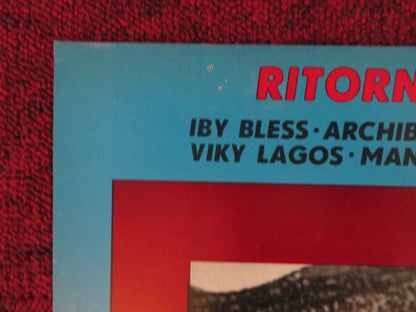 RITORN
IBY BLESS · ARCHIB
VIKY LAGOS · MAN